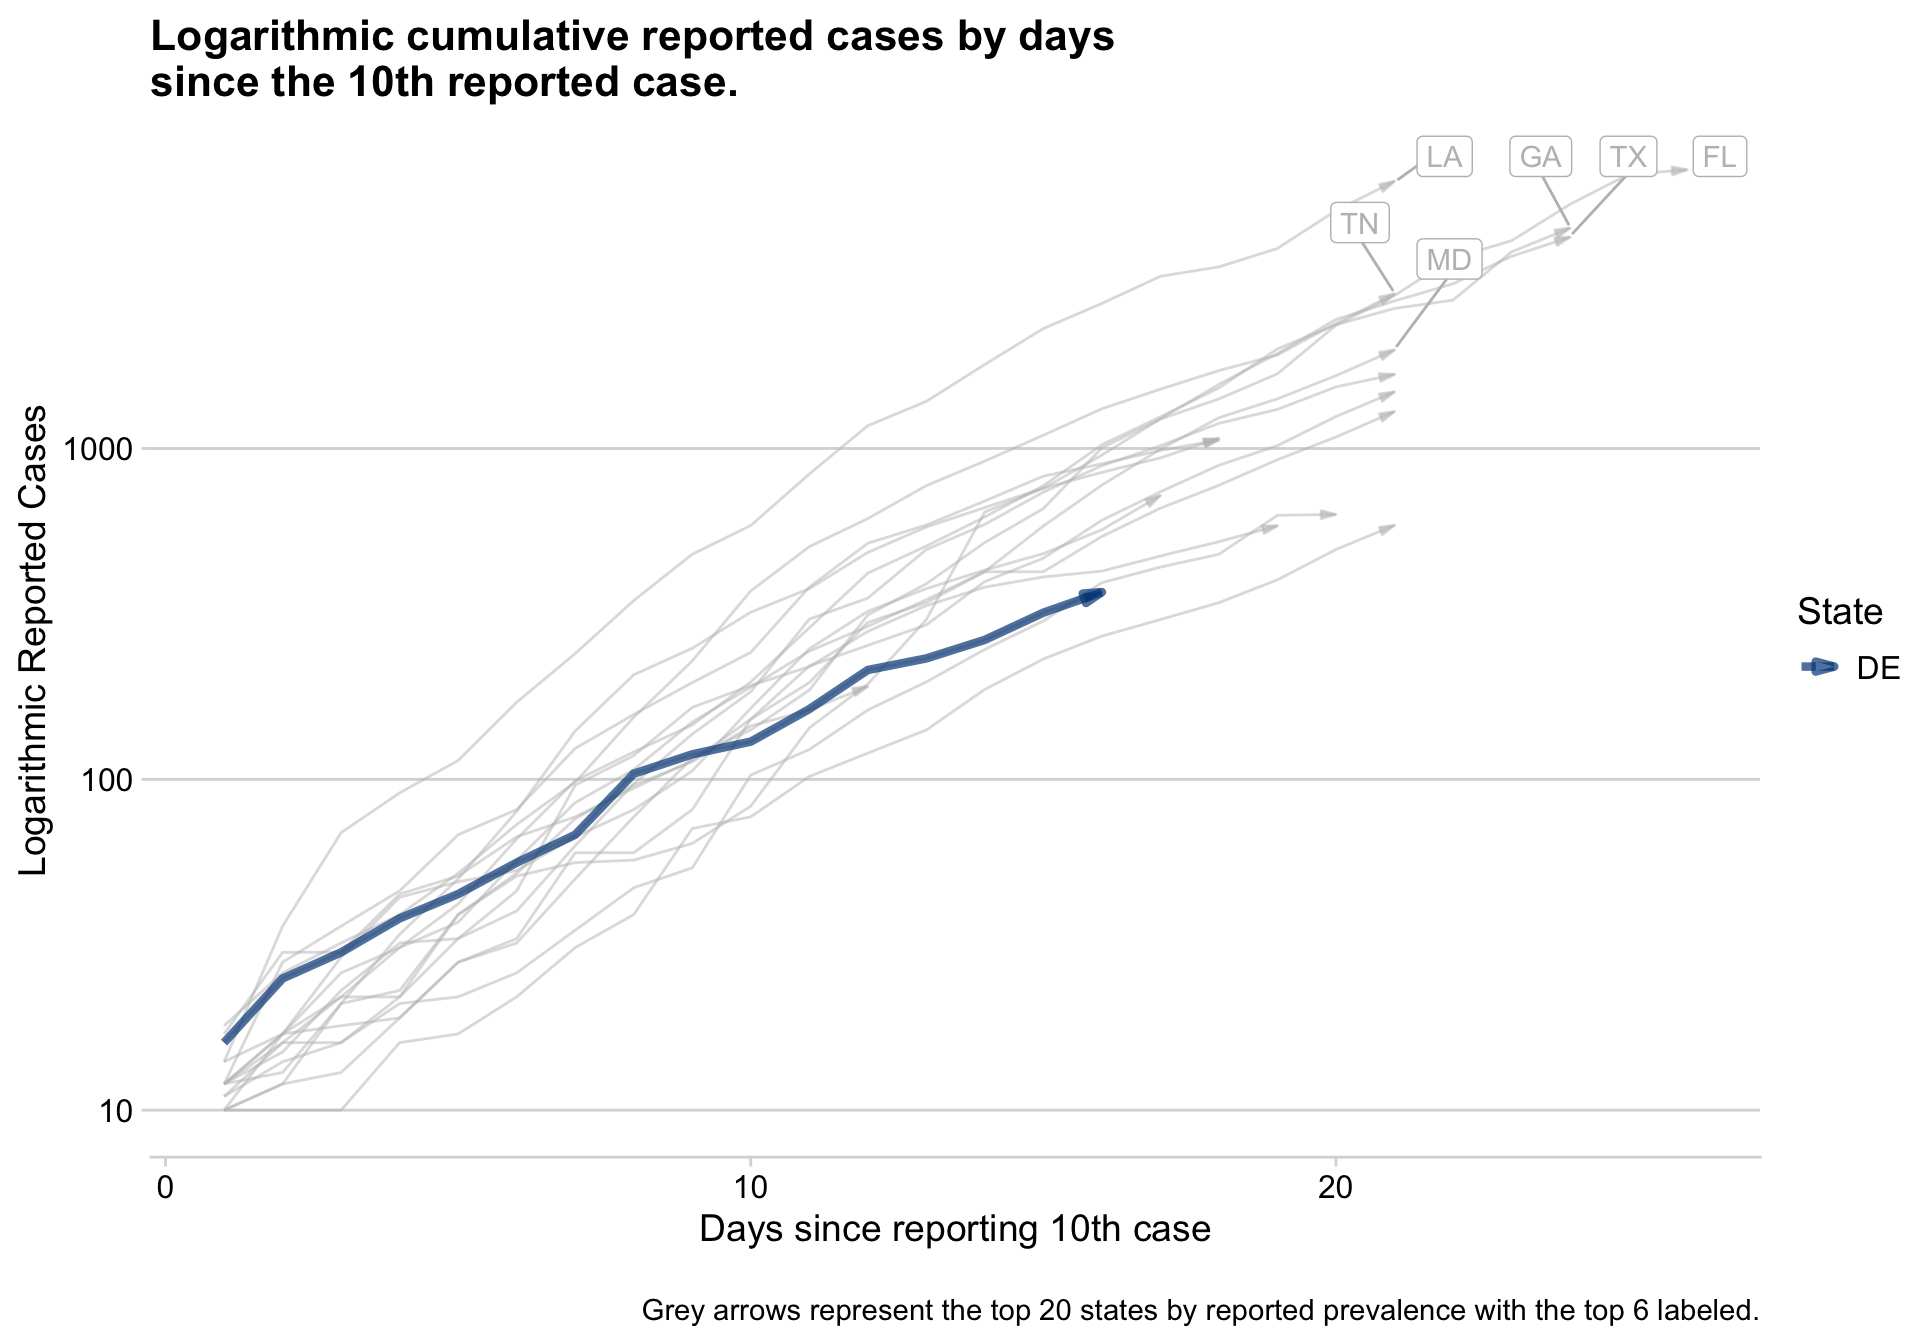 Logarithmic cumulative reported cases by days
since the 10th reported case.
LA
GA
TX
FL
TN
MD
Logarithmic Reported Cases
1000
100
10
State
DE
0
10
20
Days since reporting 10th case
Grey arrows represent the top 20 states by reported prevalence with the top 6 labeled.